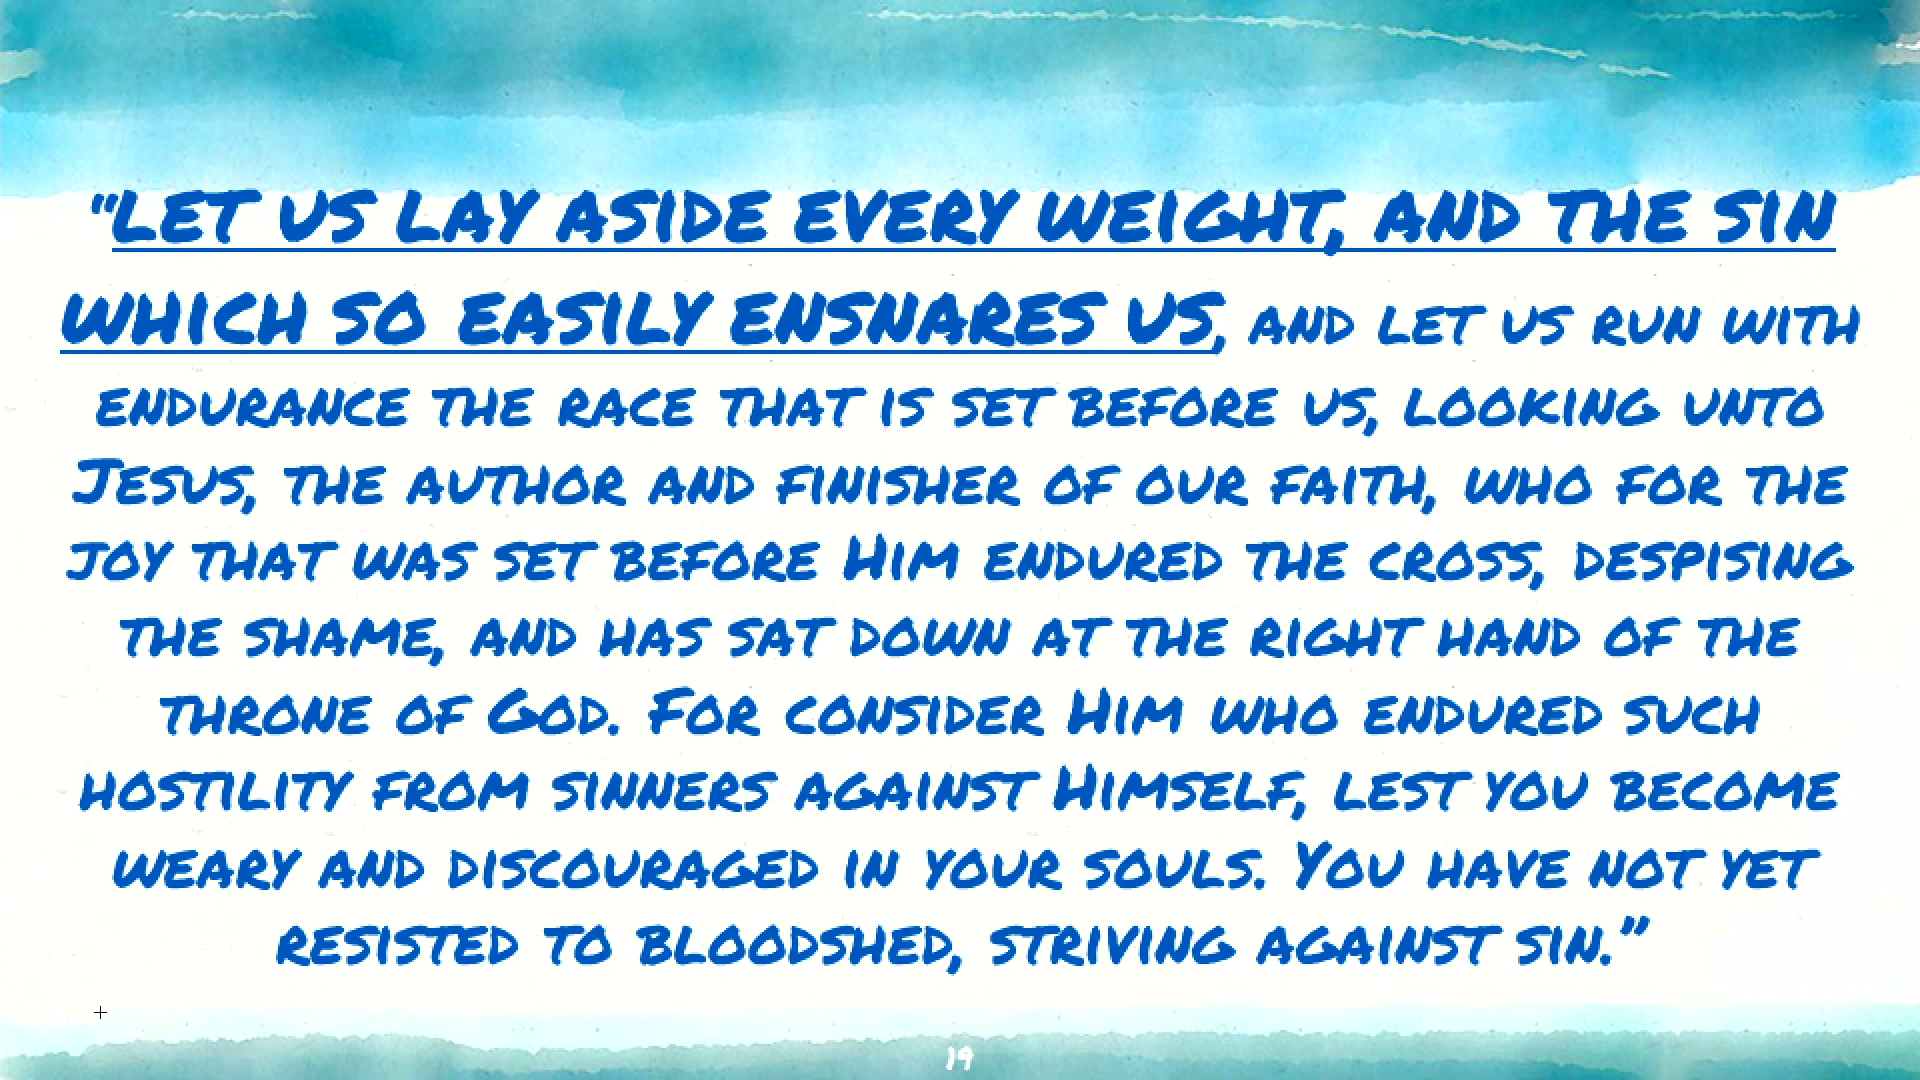 “LET US LAY ASIDE EVERY WEIGHT, AND THE SIN
WHICH SO EASILY ENSNARES US, AND LET US RUN WITH
ENDURANCE THE RACE THAT IS SET BEFORE US, LOOKING UNTO
JESUS, THE AUTHOR AND FINISHER OF OUR FAITH, WHO FOR THE
JOY THAT WAS SET BEFORE HIM ENDURED THE CROSS, DESPISING
THE SHAME, AND HAS SAT DOWN AT THE RIGHT HAND OF THE
THRONE OF GOD. FOR CONSIDER HIM WHO ENDURED SUCH
HOSTILITY FROM SINNERS AGAINST HIMSELF, LEST YOU BECOME
WEARY AND DISCOURAGED IN YOUR SOULS. YOU HAVE NOT YET
RESISTED TO BLOODSHED, STRIVING AGAINST SIN.”
19